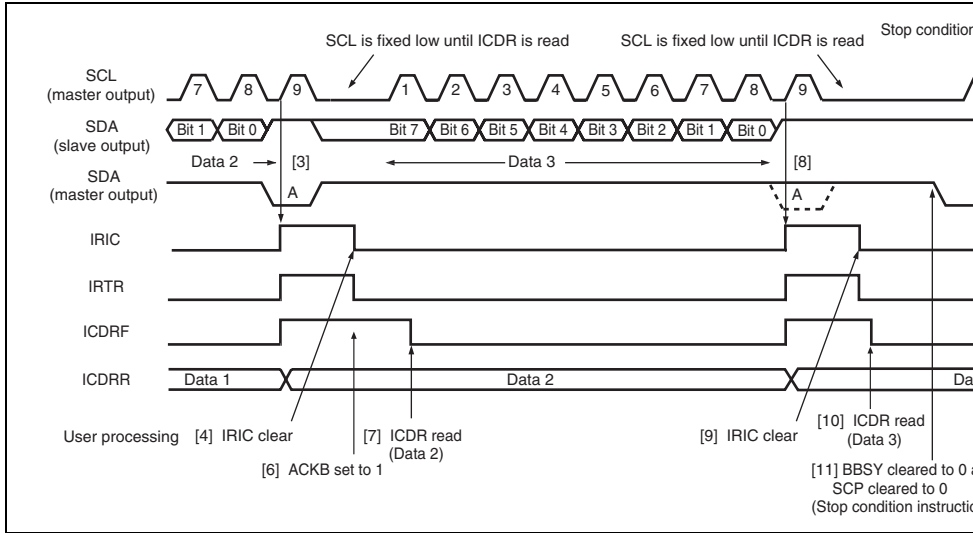 Stop condition
SCL is fixed low until ICDR is read
SCL is fixed low until ICDR is read
SCL
(master output)
7 8 9 1 2 3 4 5 6 7 8 9
SDA
(slave output)
Bit 1 Bit 0 Bit 7 Bit 6 Bit 5 Bit 4 Bit 3 Bit 2 Bit 1 Bit 0
Data 2 [3] Data 3 [8]
SDA
(master output)
A A
IRIC
IRTR
ICDRF
ICDRR
Data 1 Data 2 Da
User processing [4] IRIC clear
[7] ICDR read
(Data 2)
[9] IRIC clear
[10] ICDR read
(Data 3)
[6] ACKB set to 1
[11] BBSY cleared to 0 a
SCP cleared to 0
(Stop condition instructio